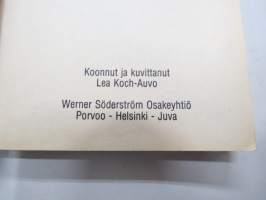 Koonnut ja kuvittanut
Lea Koch-Auvo
Werner Söderström Osakeyhtiö
Porvoo - Helsinki - Juva